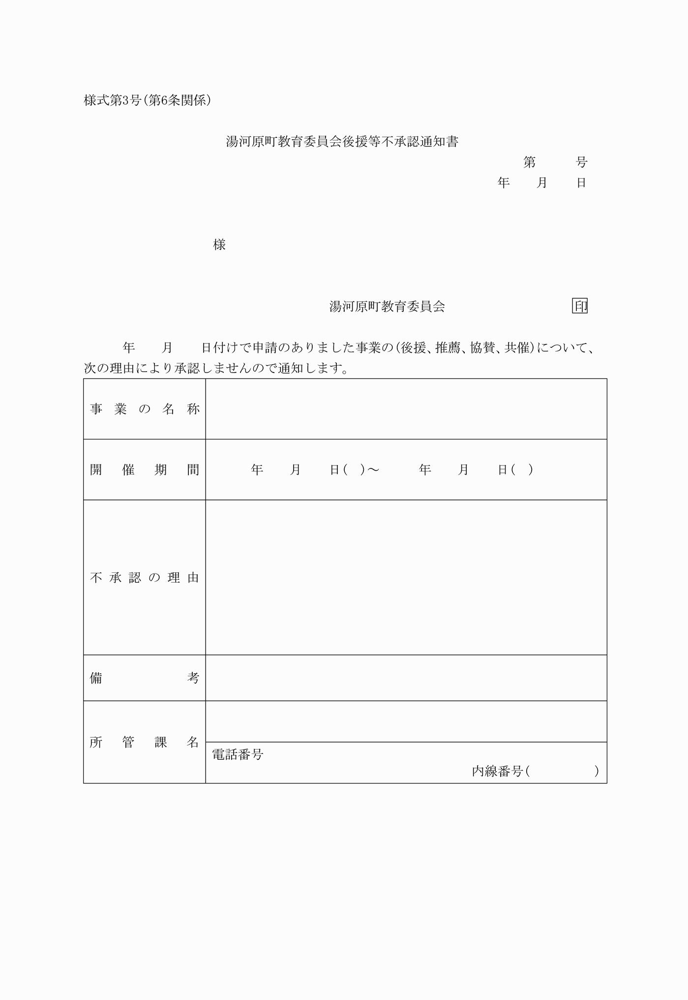 様式第3号(第6条関係)
湯河原町教育委員会後援等不承認通知書
第　　　号
年　　月　　日
様
湯河原町教育委員会　　　　　　　　　　印
年　　月　　日付けで申請のありました事業の(後援、推薦、協賛、共催)について、
次の理由により承認しませんので通知します。
事業の名称
開催期間　　　年　　月　　日(　)～　　　年　　月　　日(　)
不承認の理由
備考
所管課名
電話番号
内線番号(　　　　　)